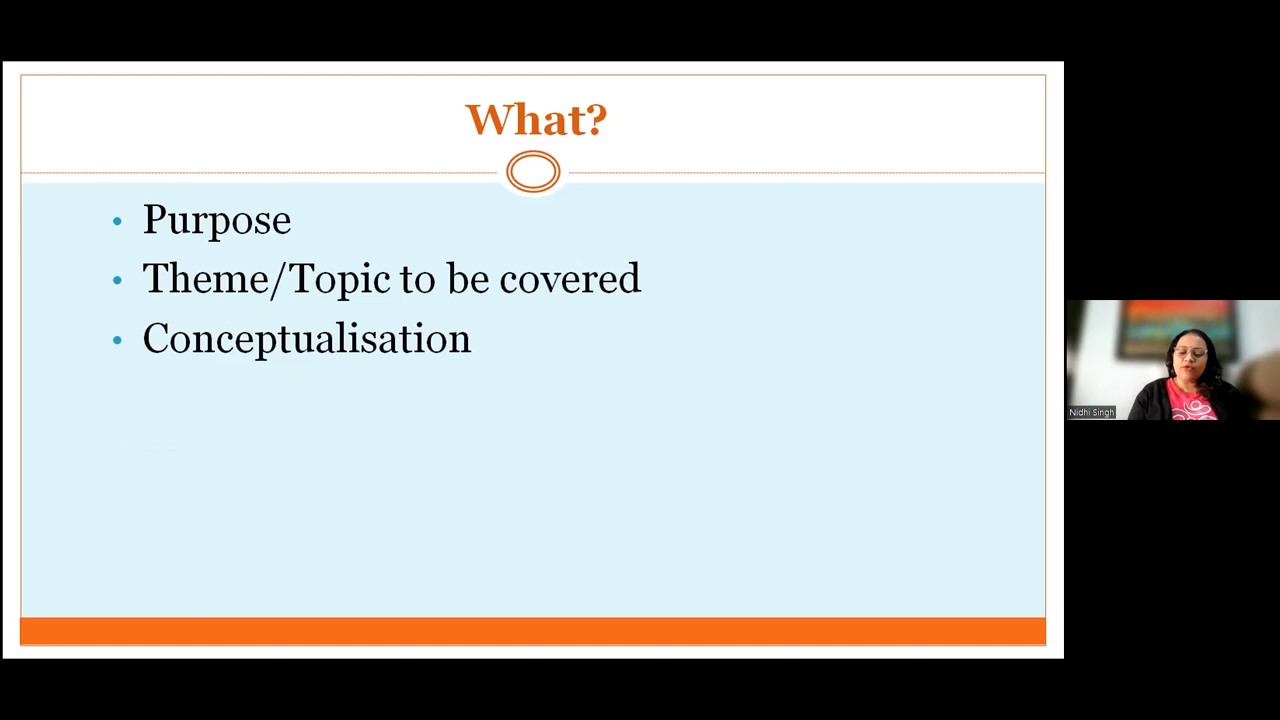 What?
• Purpose
• Theme/Topic to be covered
• Conceptualisation
Nidhi Singh